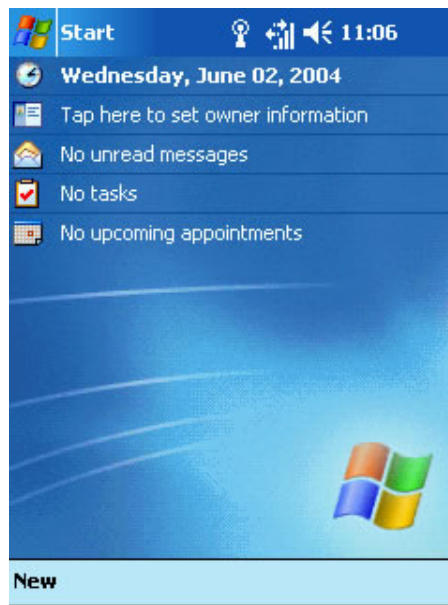 Start 11:06
Wednesday, June 02, 2004
Tap here to set owner information
No unread messages
No tasks
No upcoming appointments
New